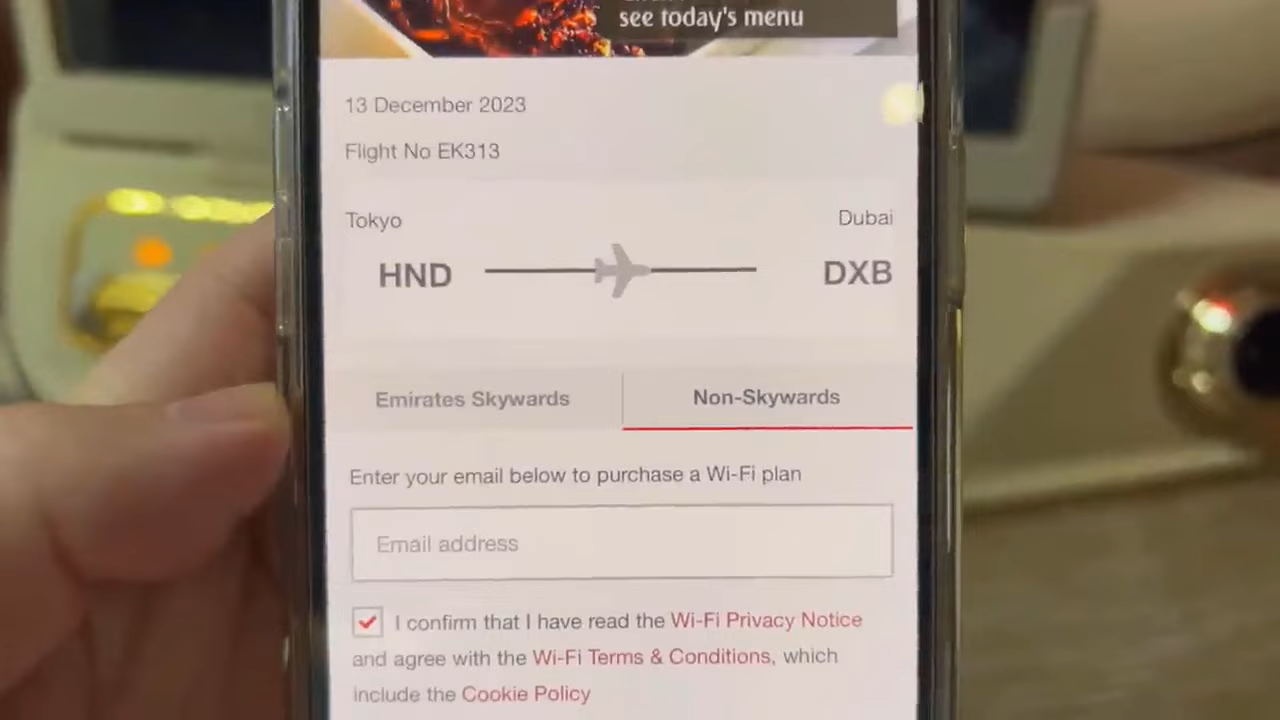 see today's menu
13 December 2023
Flight No EK313
Tokyo
Dubai
HND
DXB
Emirates Skywards
Non-Skywards
Enter your email below to purchase a Wi-Fi plan
Email address
I confirm that I have read the Wi-Fi Privacy Notice
and agree with the Wi-Fi Terms & Conditions, which
include the Cookie Policy